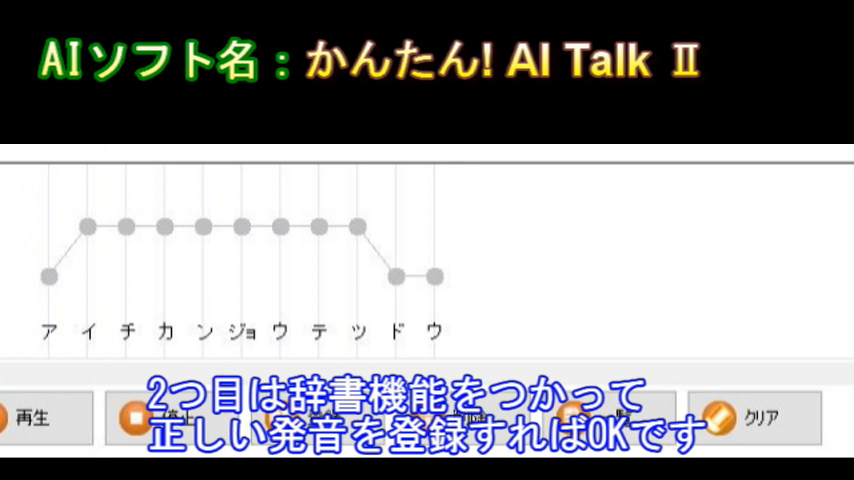 AIソフト名：かんたん! AI Talk Ⅱ
ア イ チ カ ン ジョ ウ テ ツ ド ウ
再生 クリア
2つ目は辞書機能をつかって
正しい発音を登録すればOKです